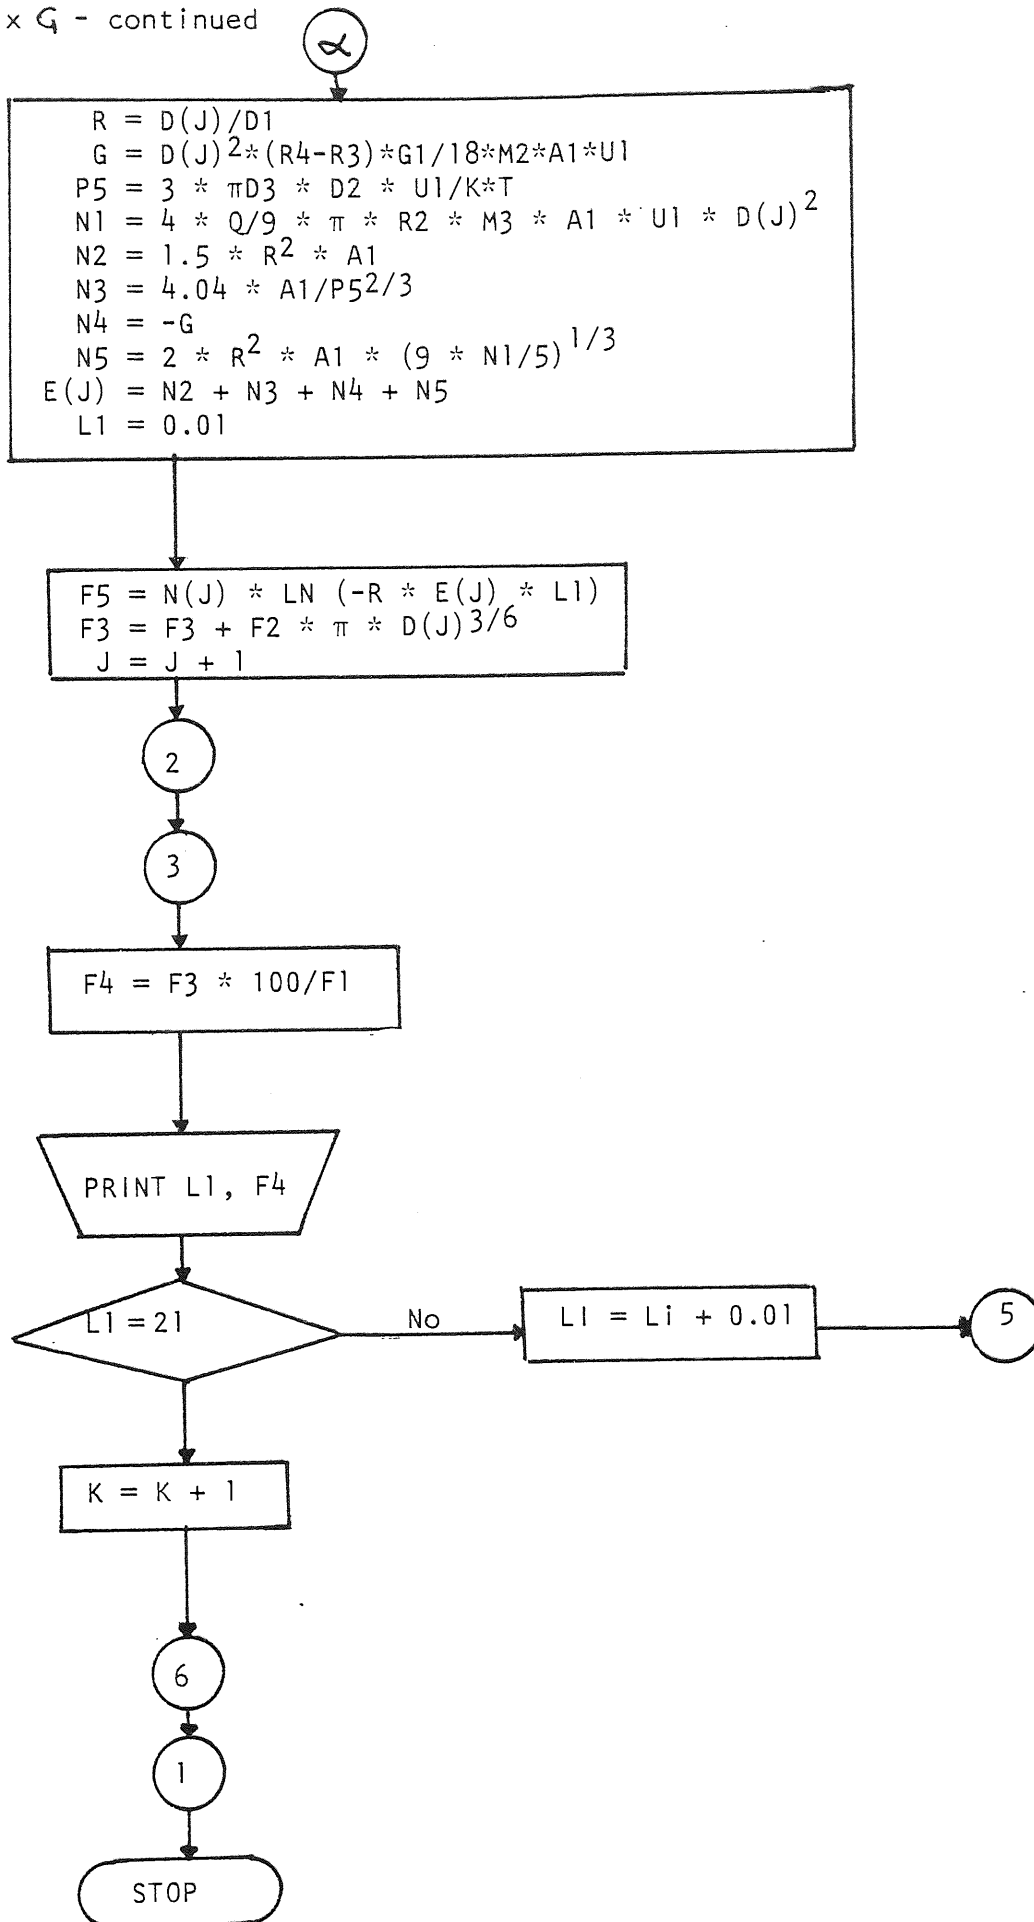 x G - continued
α
R = D(J)/D1
G = D(J)²*(R4-R3)*G1/18*M2*A1*U1
P5 = 3 * πD3 * D2 * U1/K*T
N1 = 4 * Q/9 * π * R2 * M3 * A1 * U1 * D(J)²
N2 = 1.5 * R² * A1
N3 = 4.04 * A1/P5^2/3
N4 = -G
N5 = 2 * R² * A1 * (9 * N1/5)^1/3
E(J) = N2 + N3 + N4 + N5
L1 = 0.01
F5 = N(J) * LN (-R * E(J) * L1)
F3 = F3 + F2 * π * D(J)^3/6
J = J + 1
2
3
F4 = F3 * 100/F1
PRINT L1, F4
L1 = 21
No
L1 = Li + 0.01
5
K = K + 1
6
1
STOP